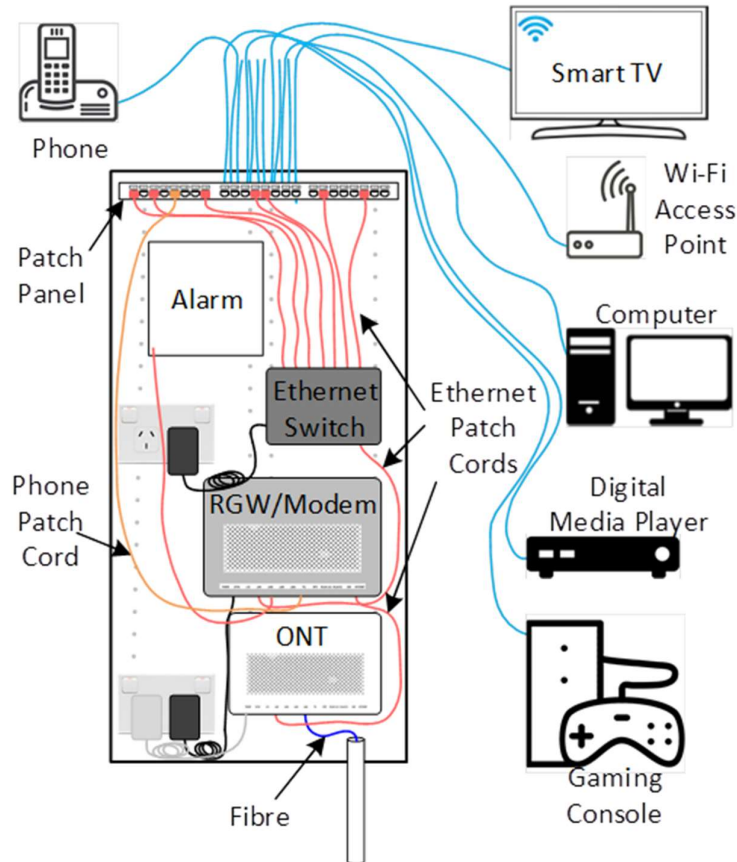 Phone
Smart TV
Wi-Fi
Access
Point
Patch
Panel
Alarm
Computer
Ethernet
Switch
Ethernet
Patch
Cords
Phone
Patch
Cord
RGW/Modem
Digital
Media Player
ONT
Fibre
Gaming
Console